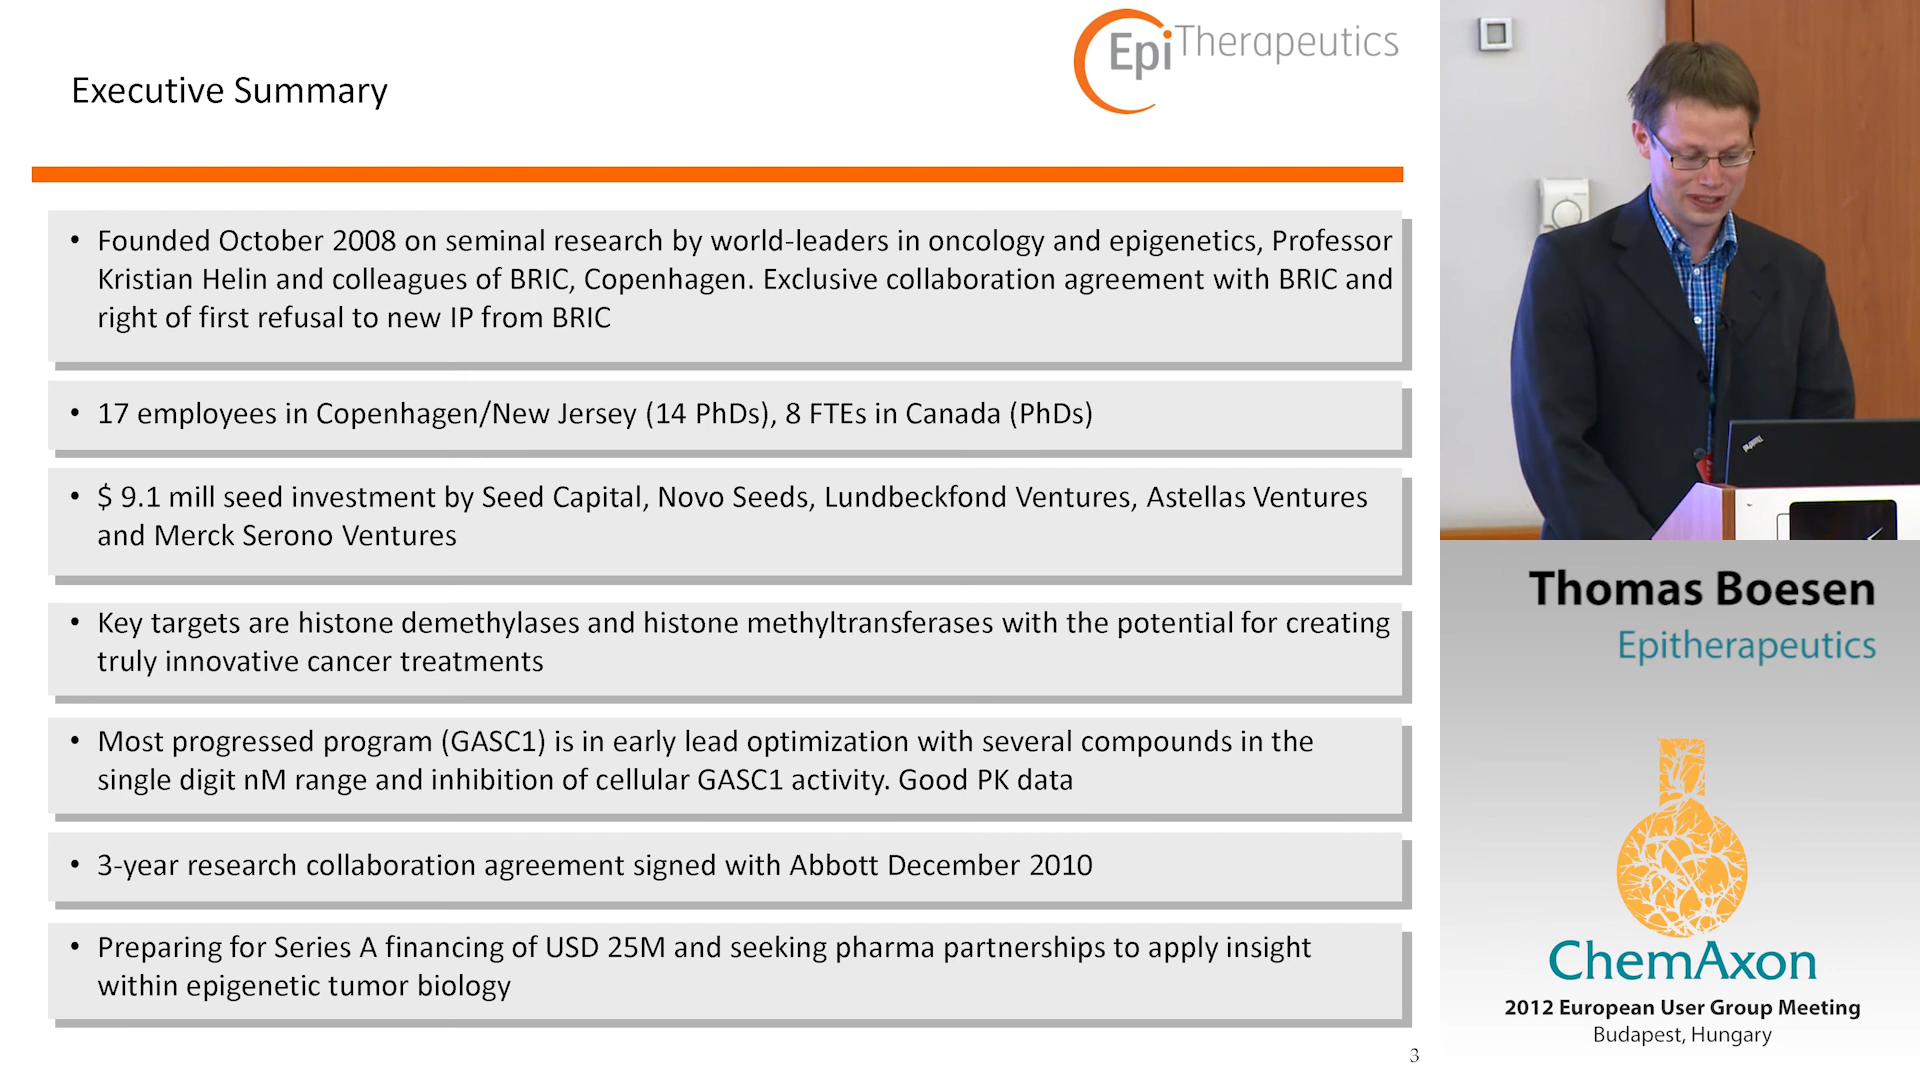 Epi Therapeutics
Executive Summary
• Founded October 2008 on seminal research by world-leaders in oncology and epigenetics, Professor
Kristian Helin and colleagues of BRIC, Copenhagen. Exclusive collaboration agreement with BRIC and
right of first refusal to new IP from BRIC
• 17 employees in Copenhagen/New Jersey (14 PhDs), 8 FTEs in Canada (PhDs)
• $ 9.1 mill seed investment by Seed Capital, Novo Seeds, Lundbeckfond Ventures, Astellas Ventures
and Merck Serono Ventures
• Key targets are histone demethylases and histone methyltransferases with the potential for creating
truly innovative cancer treatments
• Most progressed program (GASC1) is in early lead optimization with several compounds in the
single digit nM range and inhibition of cellular GASC1 activity. Good PK data
• 3-year research collaboration agreement signed with Abbott December 2010
• Preparing for Series A financing of USD 25M and seeking pharma partnerships to apply insight
within epigenetic tumor biology
3
ThinkPad
Thomas Boesen
Epitherapeutics
ChemAxon
2012 European User Group Meeting
Budapest, Hungary